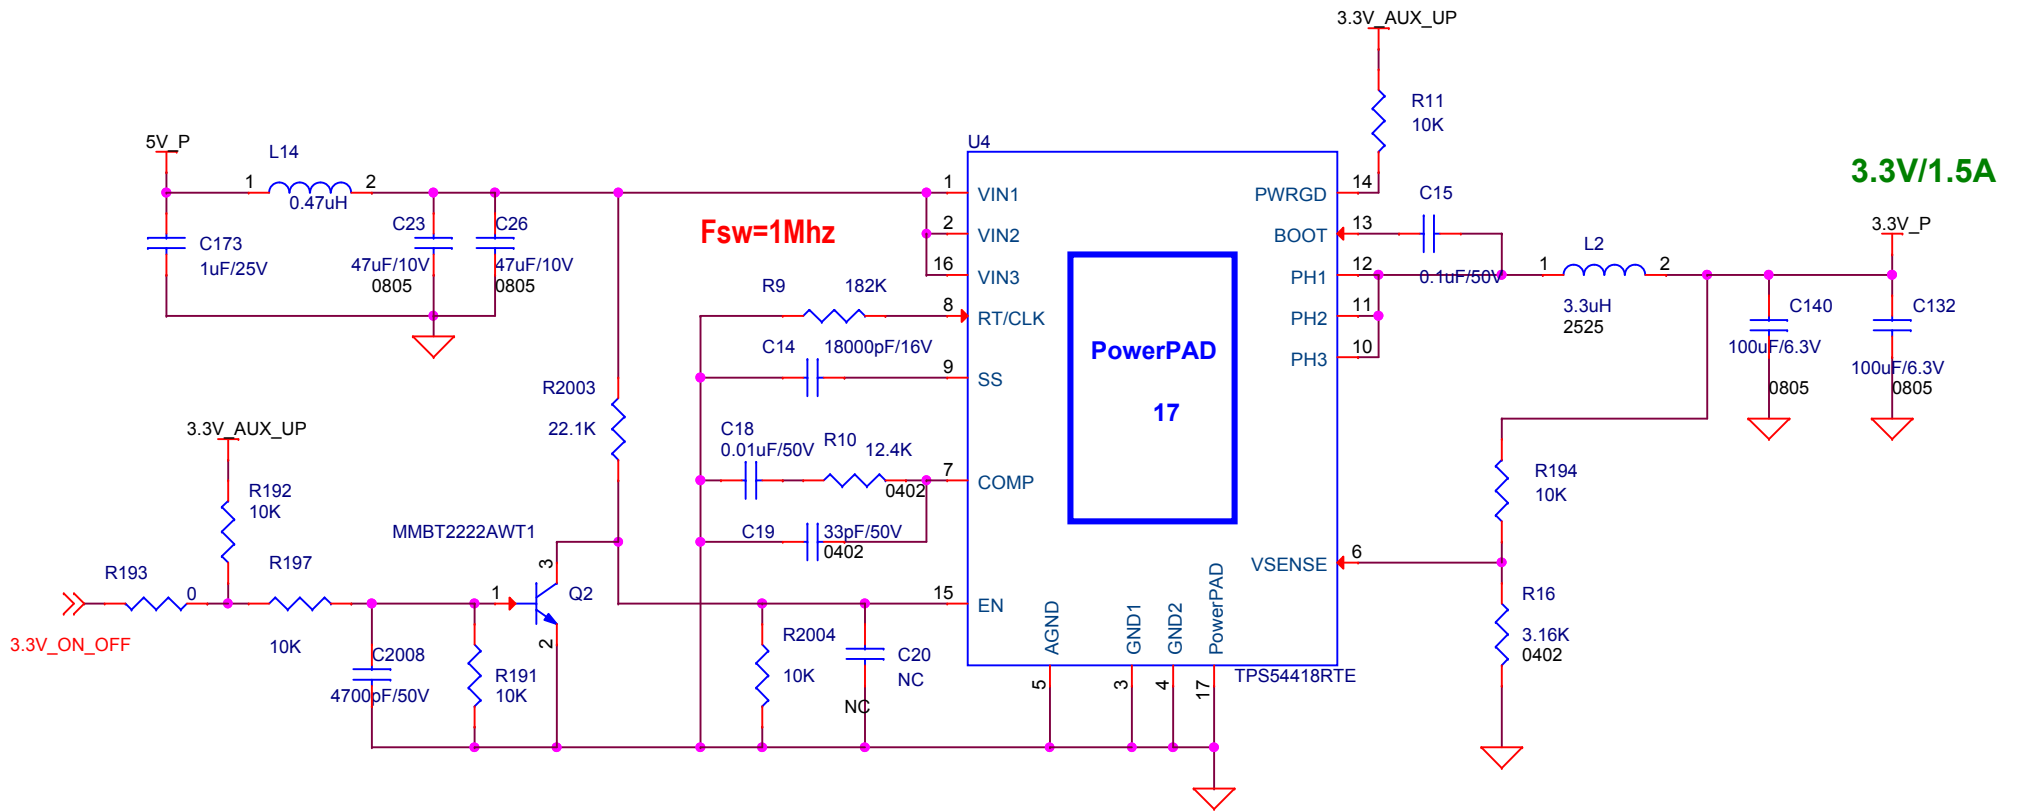 3.3V_AUX_UP
R11
10K
5V_P
L14
1
2
0.47uH
C173
1uF/25V
C23
47uF/10V
0805
C26
47uF/10V
0805
Fsw=1Mhz
U4
1
VIN1
2
VIN2
16
VIN3
8
RT/CLK
9
SS
7
COMP
15
EN
PowerPAD
17
PWRGD
14
BOOT
13
PH1
12
PH2
11
PH3
10
VSENSE
6
AGND
5
GND1
3
GND2
4
PowerPAD
17
TPS54418RTE
C15
0.1uF/50V
3.3V/1.5A
3.3V_P
L2
1
2
3.3uH
2525
C140
100uF/6.3V
0805
C132
100uF/6.3V
0805
R9
182K
C14
18000pF/16V
C18
0.01uF/50V
R10
12.4K
0402
C19
33pF/50V
0402
R2003
22.1K
3.3V_AUX_UP
R192
10K
MMBT2222AWT1
R193
0
R197
10K
3.3V_ON_OFF
1
3
2
Q2
C2008
4700pF/50V
R191
10K
R2004
10K
C20
NC
NC
R194
10K
R16
3.16K
0402